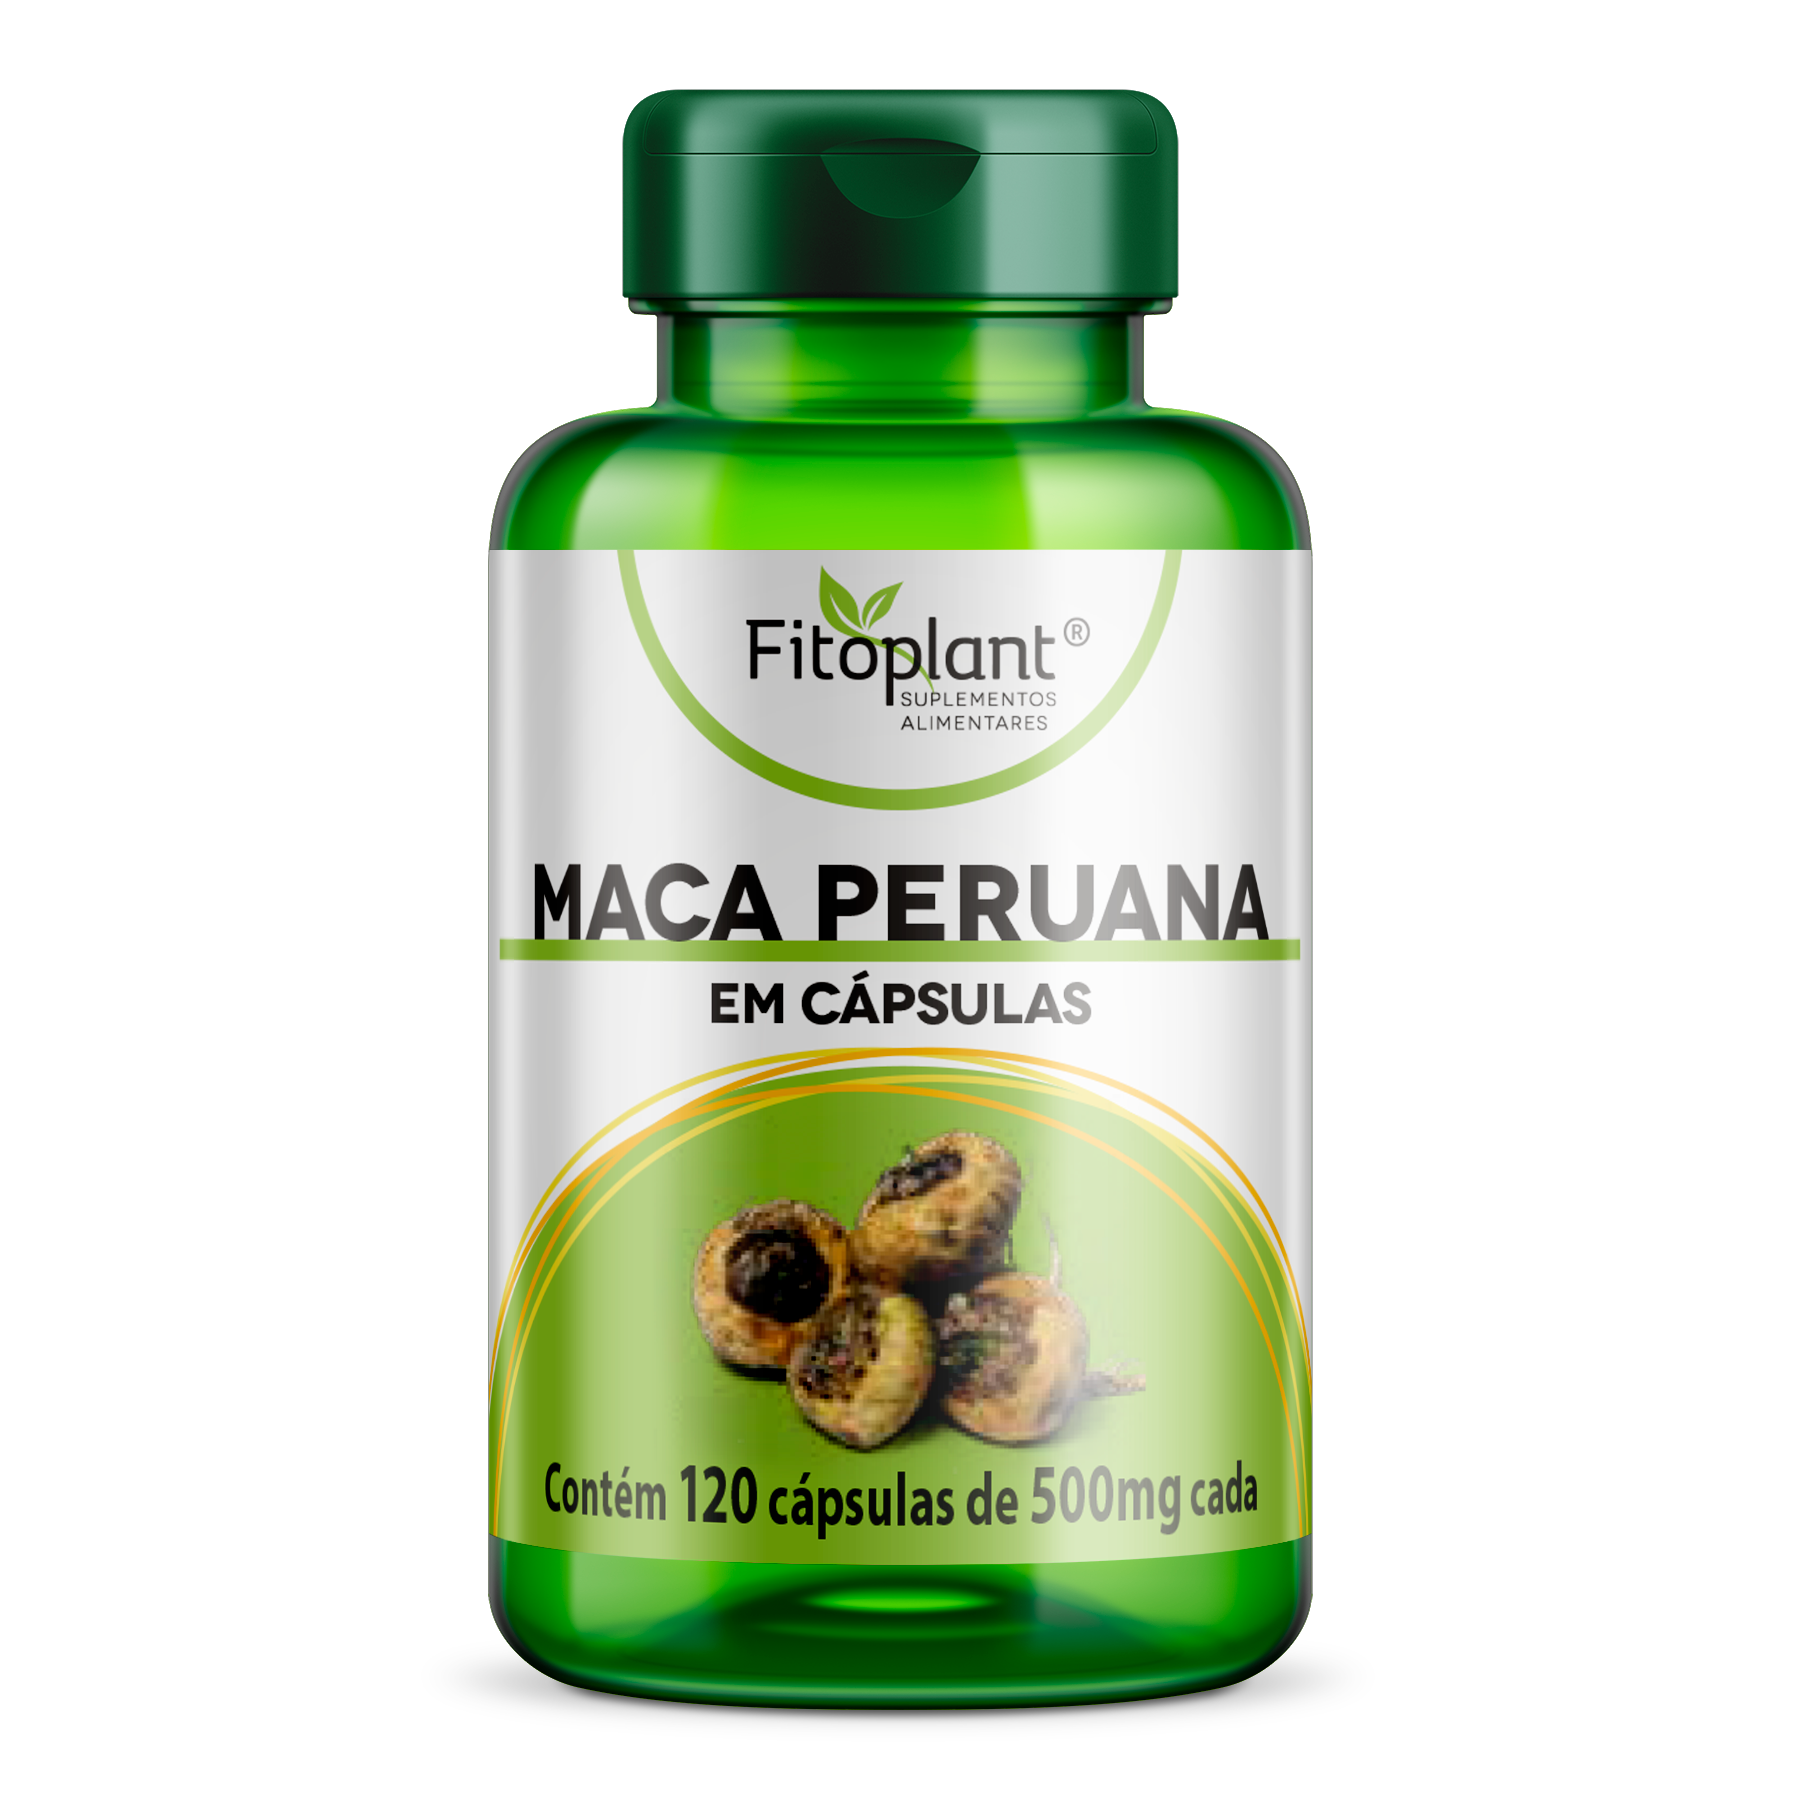 Fitoplant®
SUPLEMENTOS
ALIMENTARES
MACA PERUANA
EM CÁPSULAS
Contém 120 cápsulas de 500mg cada